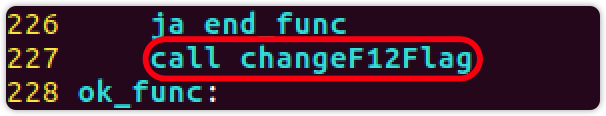 226 ja end_func
227 call changeF12Flag
228 ok_func: